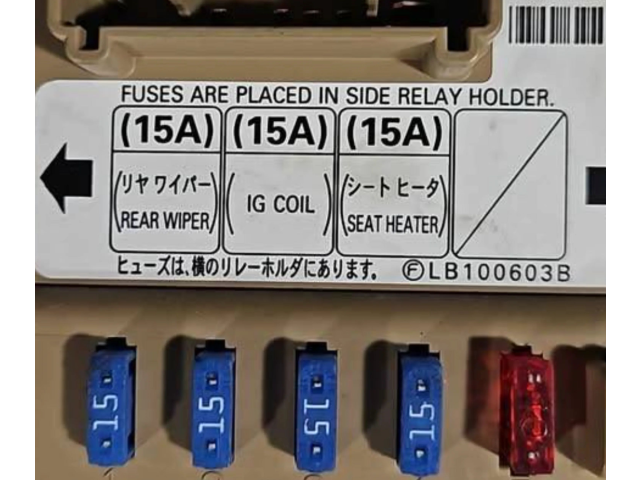 FUSES ARE PLACED IN SIDE RELAY HOLDER.
(15A) (15A) (15A)
(リヤ ワイパー REAR WIPER) (IG COIL) (シート ヒータ SEAT HEATER)
ヒューズは、横のリレーホルダにあります。 ⒻLB100603B
15 15 15 15